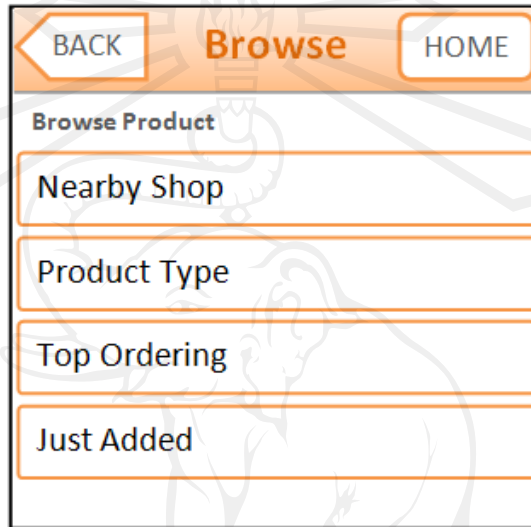 BACK Browse HOME
Browse Product
Nearby Shop
Product Type
Top Ordering
Just Added